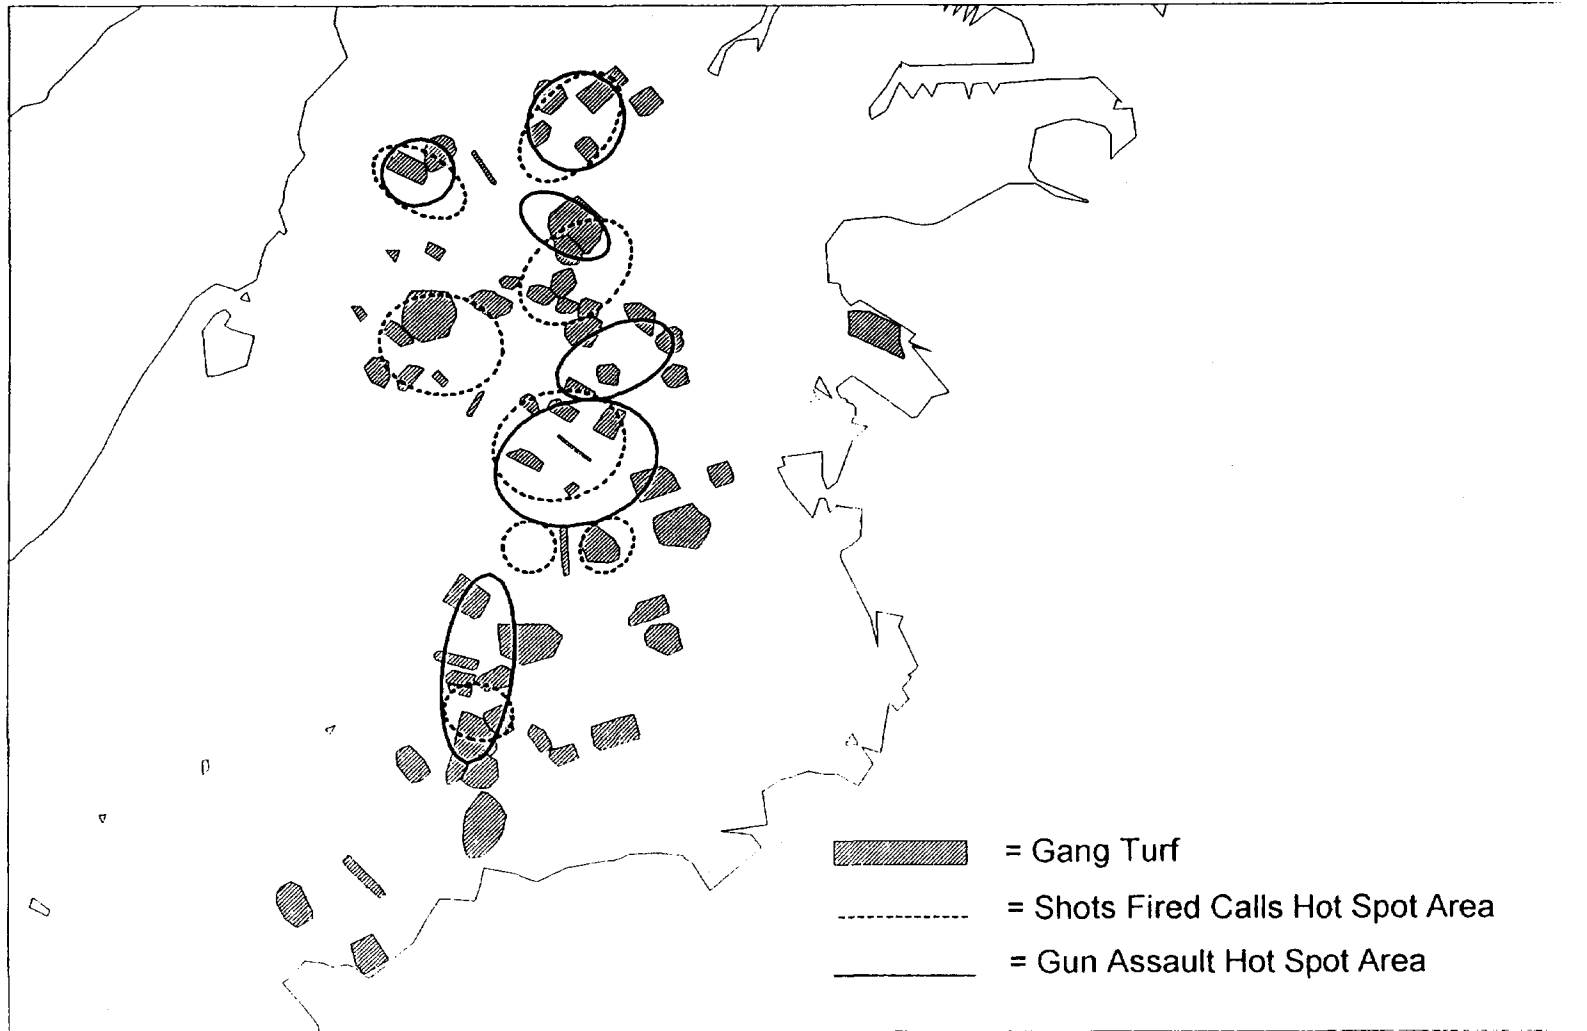 = Gang Turf
= Shots Fired Calls Hot Spot Area
= Gun Assault Hot Spot Area